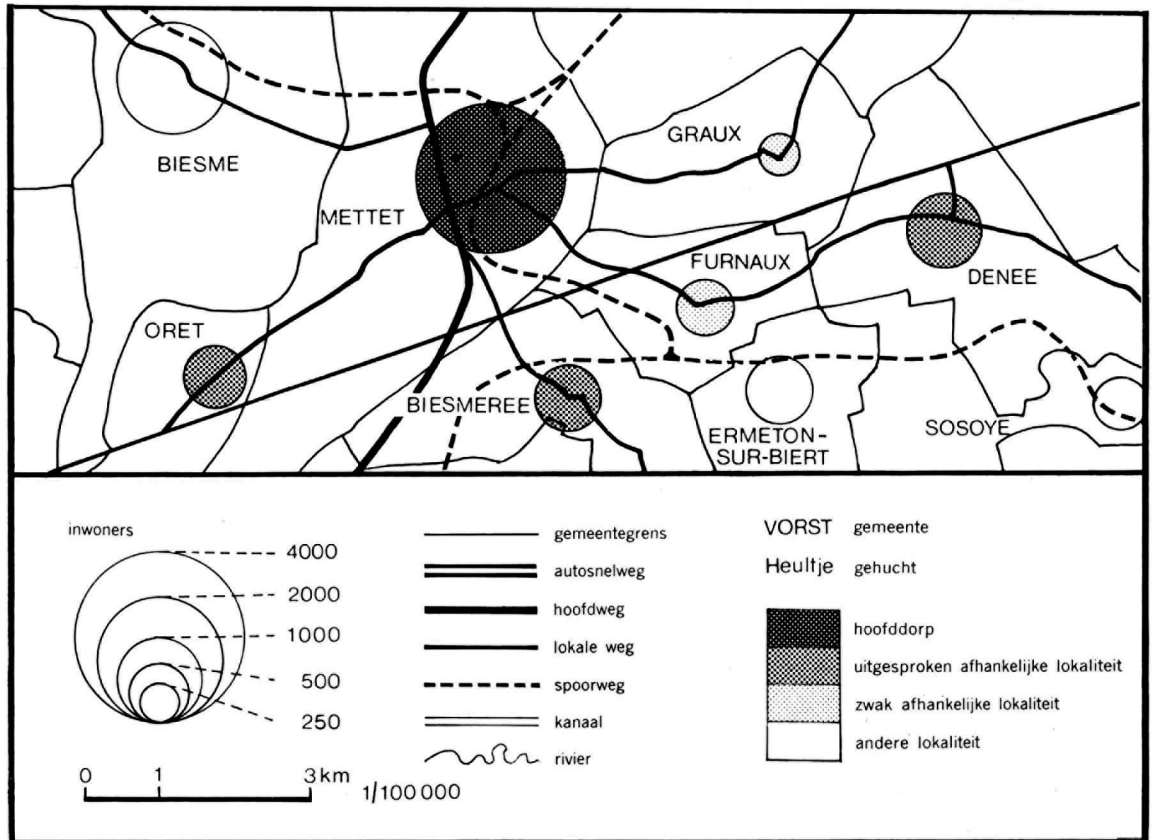 BIESME
GRAUX
METTET
FURNAUX
DENEE
ORET
BIESMEREE
ERMETON-
SUR-BIERT
SOSOYE
inwoners
4000
2000
1000
500
250
0 1 3 km
1/100 000
gemeentegrens
autosnelweg
hoofdweg
lokale weg
spoorweg
kanaal
rivier
VORST gemeente
Heultje gehucht
hoofddorp
uitgesproken afhankelijke lokaliteit
zwak afhankelijke lokaliteit
andere lokaliteit